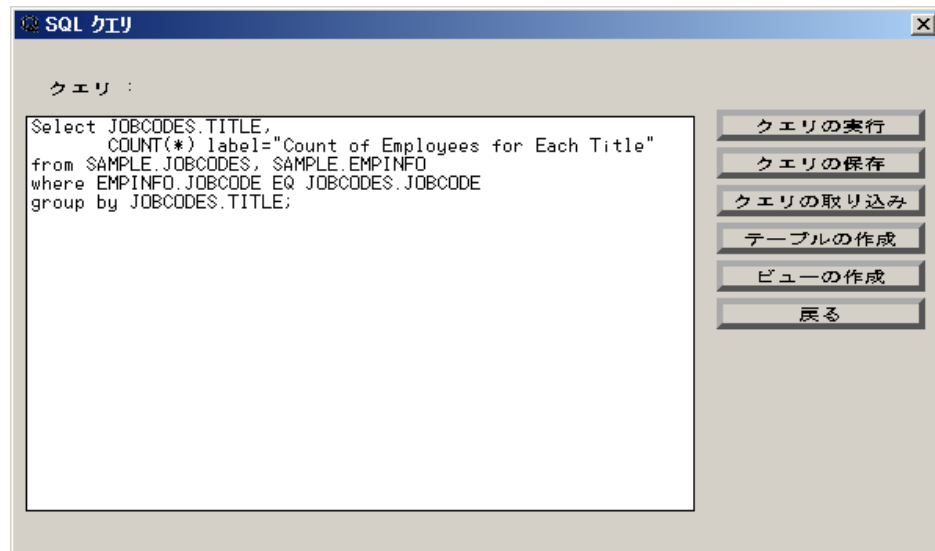 SQL クエリ
クエリ :
Select JOBCODES.TITLE,
       COUNT(*) label="Count of Employees for Each Title"
from SAMPLE.JOBCODES, SAMPLE.EMPINFO
where EMPINFO.JOBCODE EQ JOBCODES.JOBCODE
group by JOBCODES.TITLE;
クエリの実行
クエリの保存
クエリの取り込み
テーブルの作成
ビューの作成
戻る